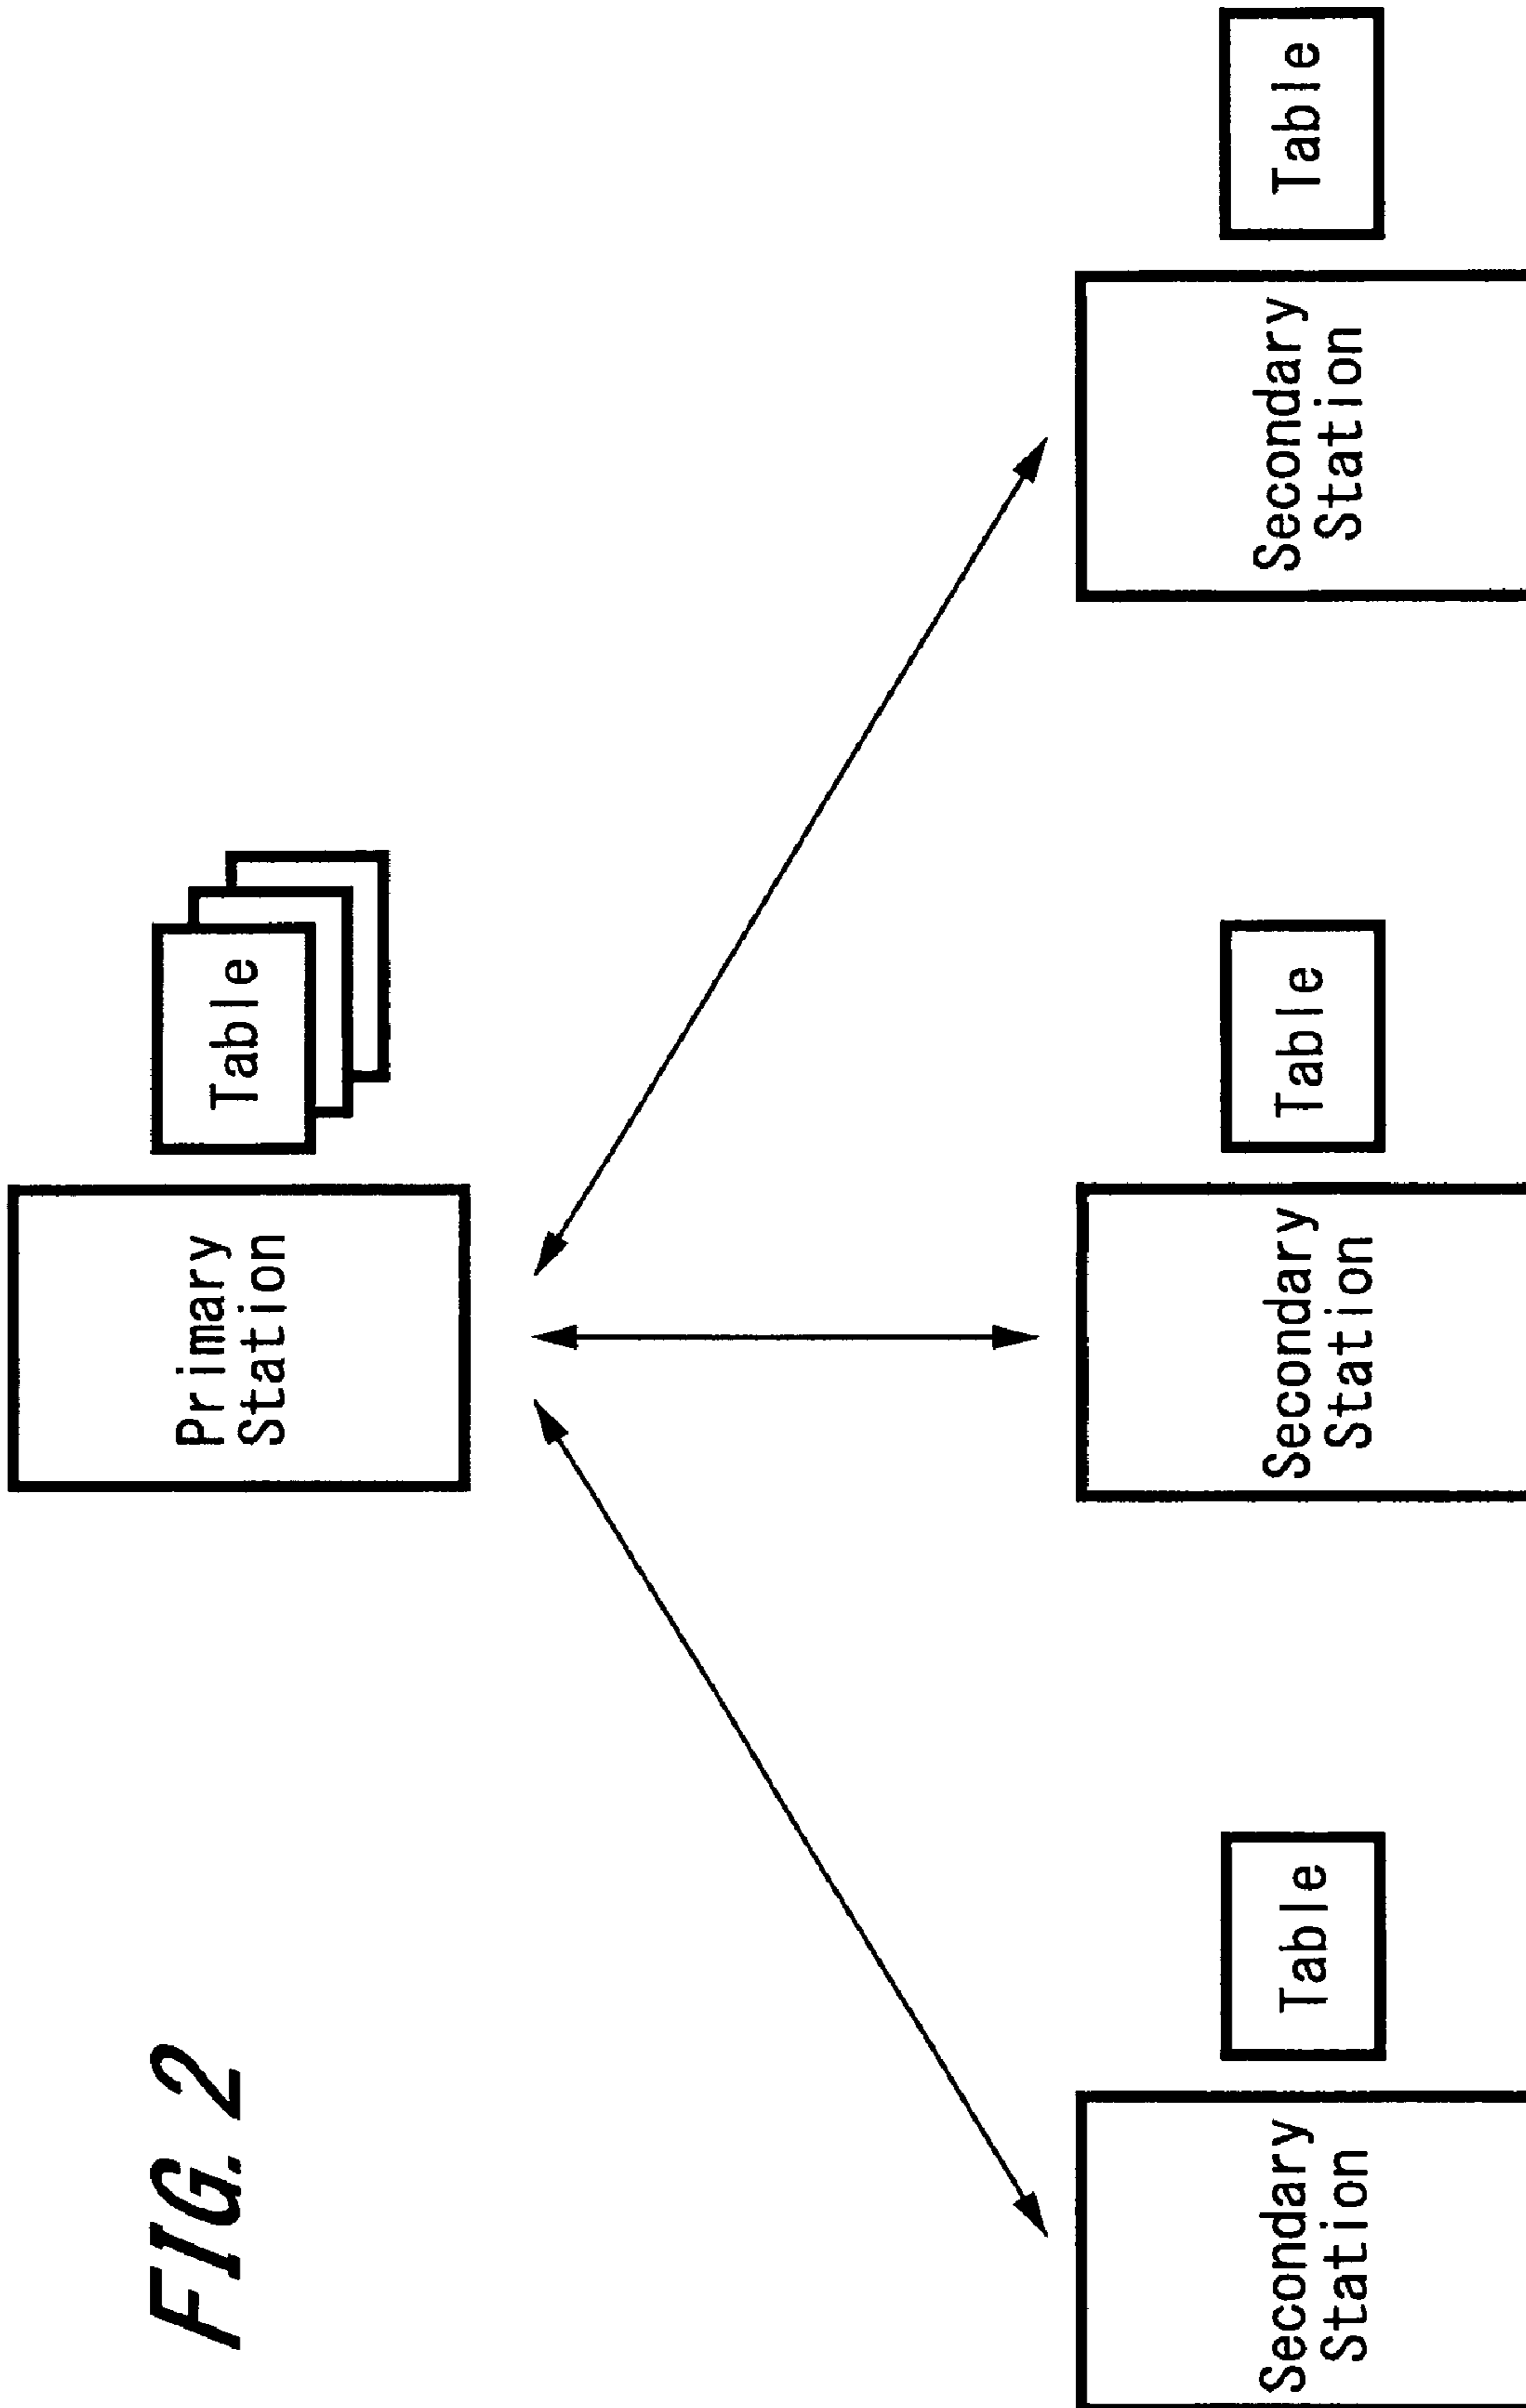 FIG. 2
Primary
Station
Table
Secondary
Station
Table
Secondary
Station
Table
Secondary
Station
Table